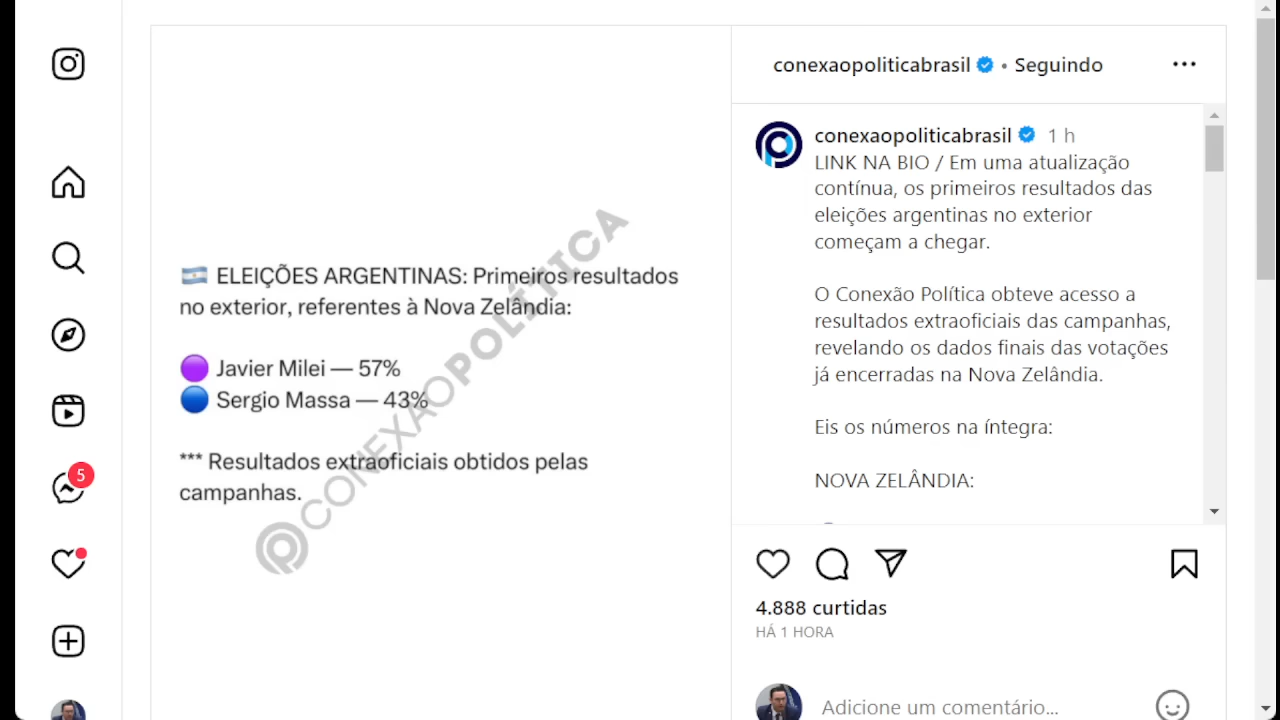 conexaopoliticabrasil • Seguindo
🇦🇷 ELEIÇÕES ARGENTINAS: Primeiros resultados
no exterior, referentes à Nova Zelândia:
🟣 Javier Milei — 57%
🔵 Sergio Massa — 43%
*** Resultados extraoficiais obtidos pelas
campanhas.
@CONEXAOPOLÍTICA
conexaopoliticabrasil 1 h
LINK NA BIO / Em uma atualização
contínua, os primeiros resultados das
eleições argentinas no exterior
começam a chegar.
O Conexão Política obteve acesso a
resultados extraoficiais das campanhas,
revelando os dados finais das votações
já encerradas na Nova Zelândia.
Eis os números na íntegra:
NOVA ZELÂNDIA:
5
4.888 curtidas
HÁ 1 HORA
Adicione um comentário...